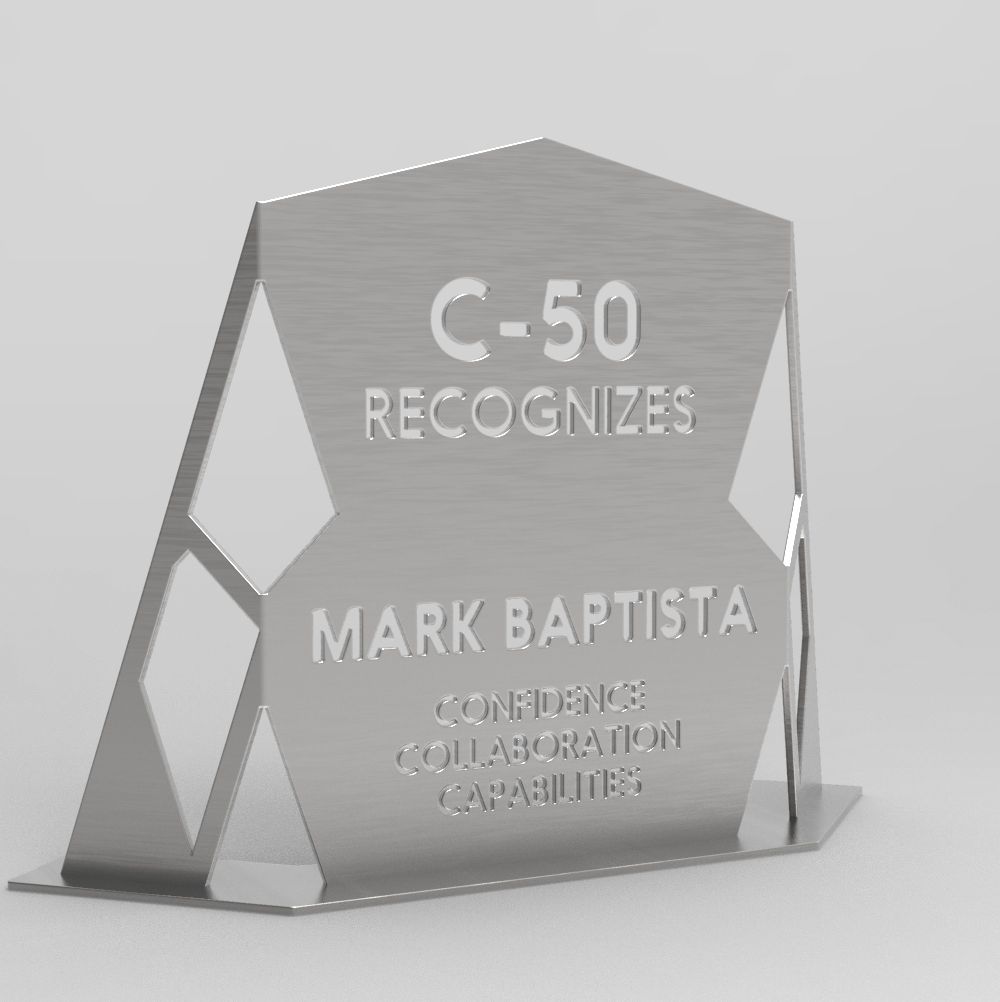 C-50
RECOGNIZES
MARK BAPTISTA
CONFIDENCE
COLLABORATION
CAPABILITIES